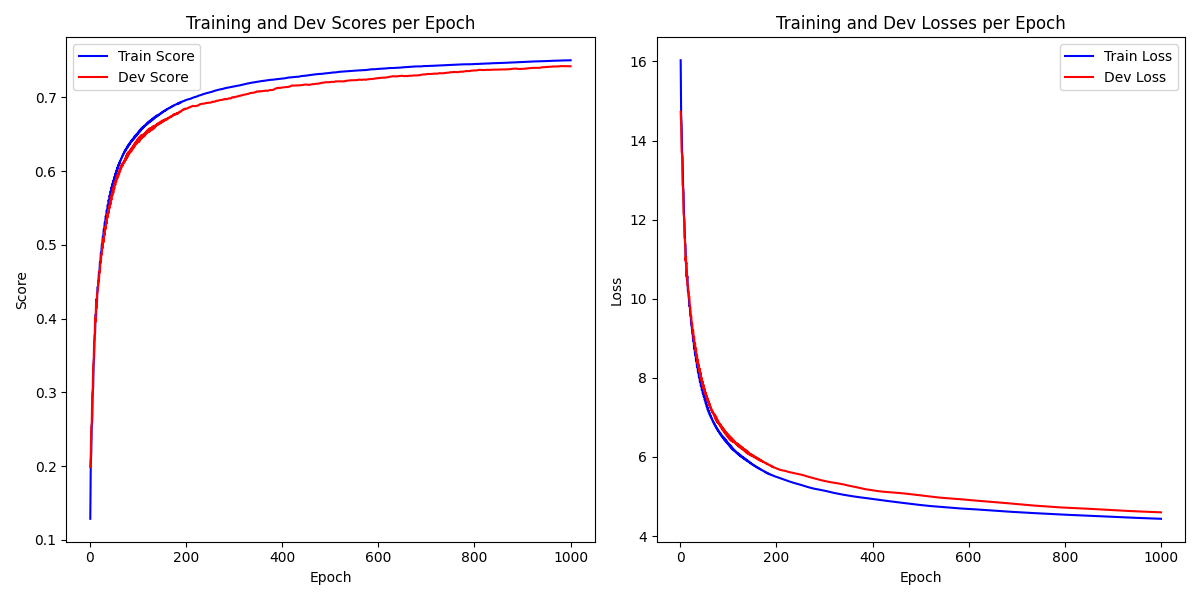 Training and Dev Scores per Epoch
Train Score
Dev Score
0.7
0.6
0.5
0.4
0.3
0.2
0.1
Score
0 200 400 600 800 1000
Epoch
Training and Dev Losses per Epoch
Train Loss
Dev Loss
16
14
12
10
8
6
4
Loss
0 200 400 600 800 1000
Epoch